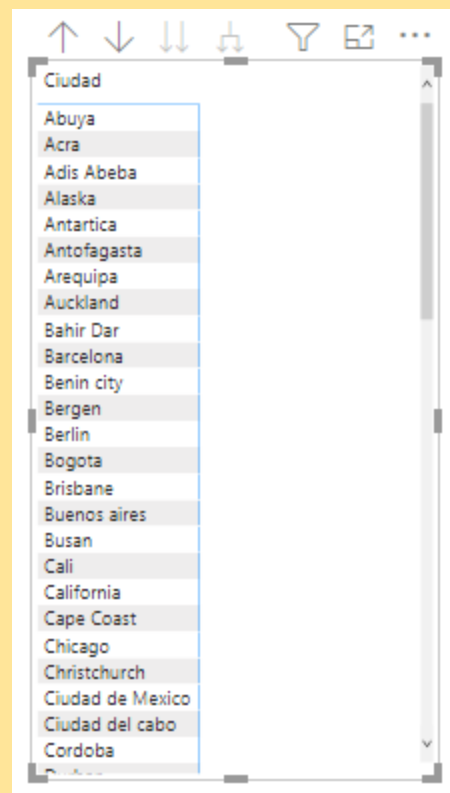 Ciudad
Abuya
Acra
Adis Abeba
Alaska
Antartica
Antofagasta
Arequipa
Auckland
Bahir Dar
Barcelona
Benin city
Bergen
Berlin
Bogota
Brisbane
Buenos aires
Busan
Cali
California
Cape Coast
Chicago
Christchurch
Ciudad de Mexico
Ciudad del cabo
Cordoba